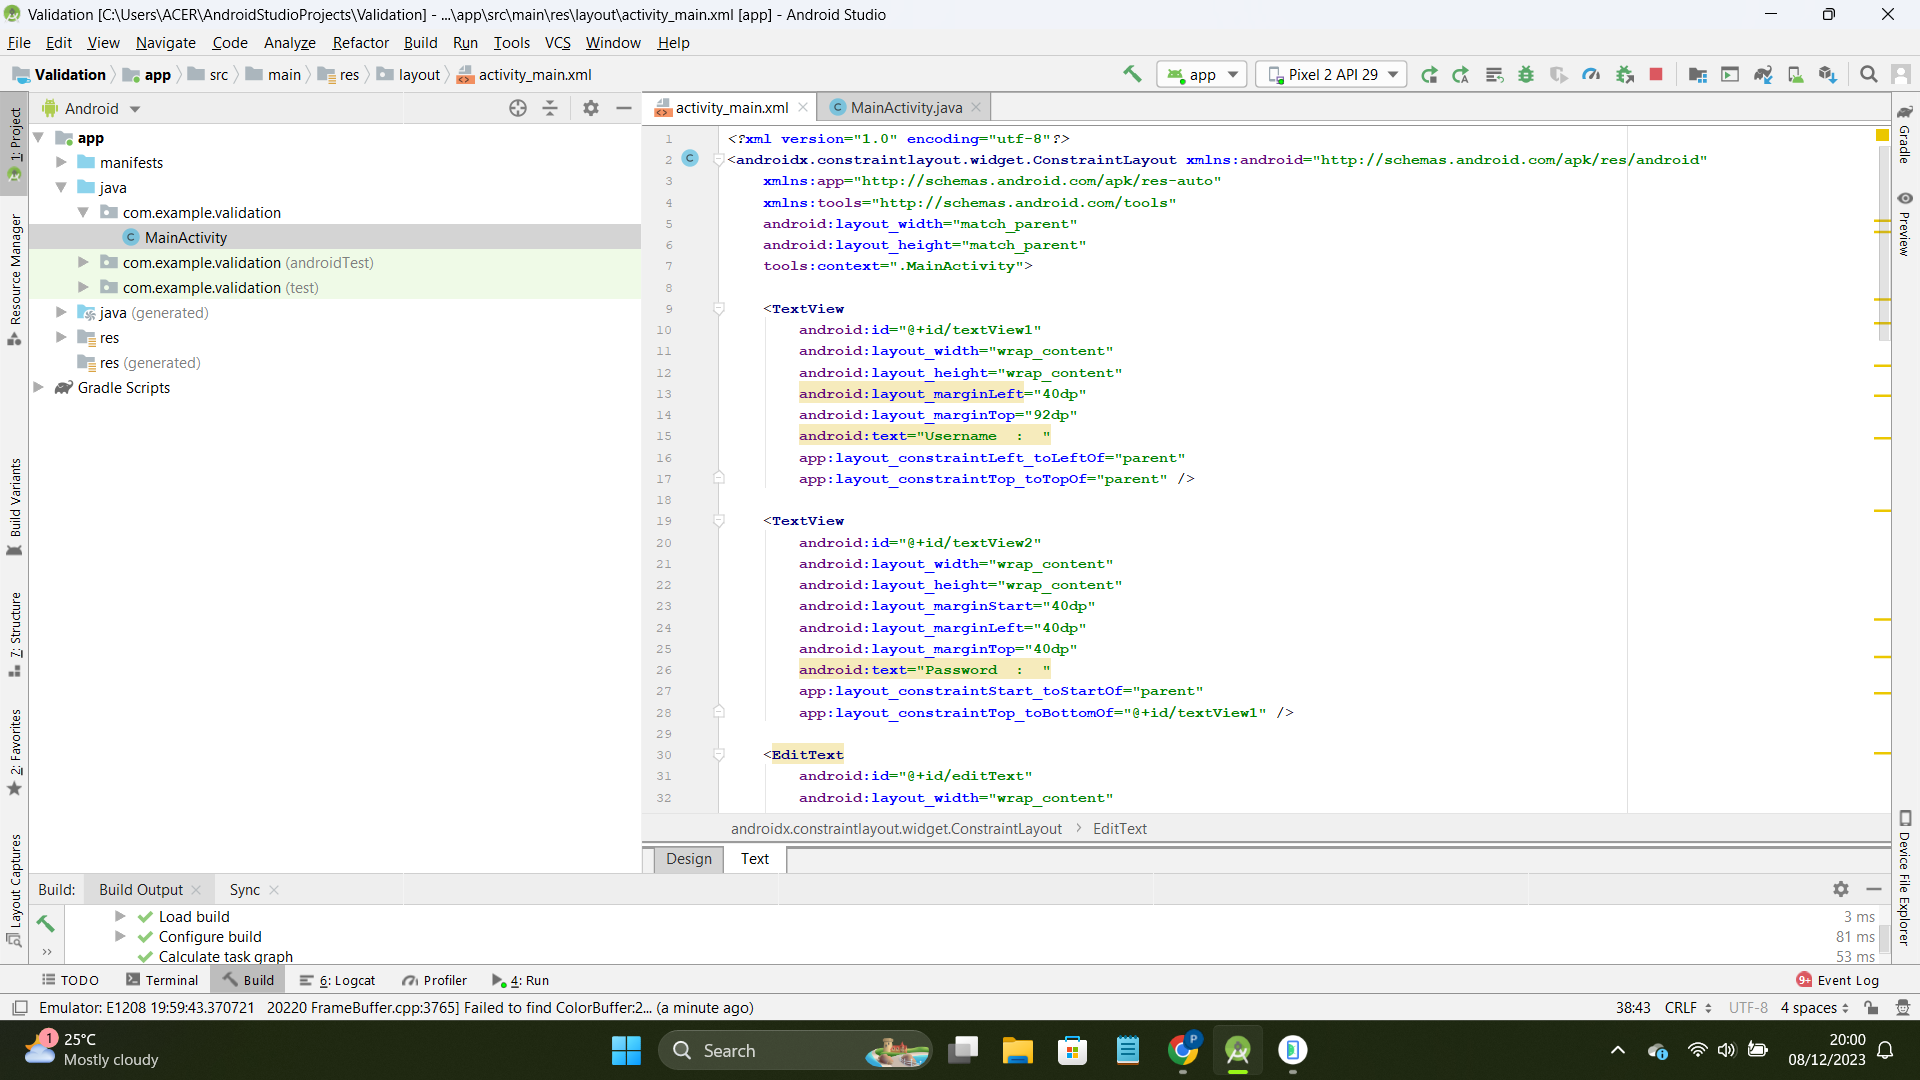 Validation [C:\Users\ACER\AndroidStudioProjects\Validation] - ...\app\src\main\res\layout\activity_main.xml [app] - Android Studio
File Edit View Navigate Code Analyze Refactor Build Run Tools VCS Window Help
Validation app src main res layout activity_main.xml app Pixel 2 API 29
Android
activity_main.xml MainActivity.java
app
manifests
java
com.example.validation
MainActivity
com.example.validation (androidTest)
com.example.validation (test)
java (generated)
res
res (generated)
Gradle Scripts
1: Project
Resource Manager
Build Variants
7: Structure
2: Favorites
Layout Captures
1 <?xml version="1.0" encoding="utf-8"?>
2 <androidx.constraintlayout.widget.ConstraintLayout xmlns:android="http://schemas.android.com/apk/res/android"
3 xmlns:app="http://schemas.android.com/apk/res-auto"
4 xmlns:tools="http://schemas.android.com/tools"
5 android:layout_width="match_parent"
6 android:layout_height="match_parent"
7 tools:context=".MainActivity">
8
9 <TextView
10 android:id="@+id/textView1"
11 android:layout_width="wrap_content"
12 android:layout_height="wrap_content"
13 android:layout_marginLeft="40dp"
14 android:layout_marginTop="92dp"
15 android:text="Username  :  "
16 app:layout_constraintLeft_toLeftOf="parent"
17 app:layout_constraintTop_toTopOf="parent" />
18
19 <TextView
20 android:id="@+id/textView2"
21 android:layout_width="wrap_content"
22 android:layout_height="wrap_content"
23 android:layout_marginStart="40dp"
24 android:layout_marginLeft="40dp"
25 android:layout_marginTop="40dp"
26 android:text="Password  :  "
27 app:layout_constraintStart_toStartOf="parent"
28 app:layout_constraintTop_toBottomOf="@+id/textView1" />
29
30 <EditText
31 android:id="@+id/editText"
32 android:layout_width="wrap_content"
androidx.constraintlayout.widget.ConstraintLayout EditText
Design Text
Gradle
Preview
Device File Explorer
Build: Build Output Sync
Load build 3 ms
Configure build 81 ms
Calculate task graph 53 ms
TODO Terminal Build 6: Logcat Profiler 4: Run 9+ Event Log
Emulator: E1208 19:59:43.370721 20220 FrameBuffer.cpp:3765] Failed to find ColorBuffer:2... (a minute ago) 38:43 CRLF UTF-8 4 spaces
1 25°C
Mostly cloudy
Search
P
20:00
08/12/2023